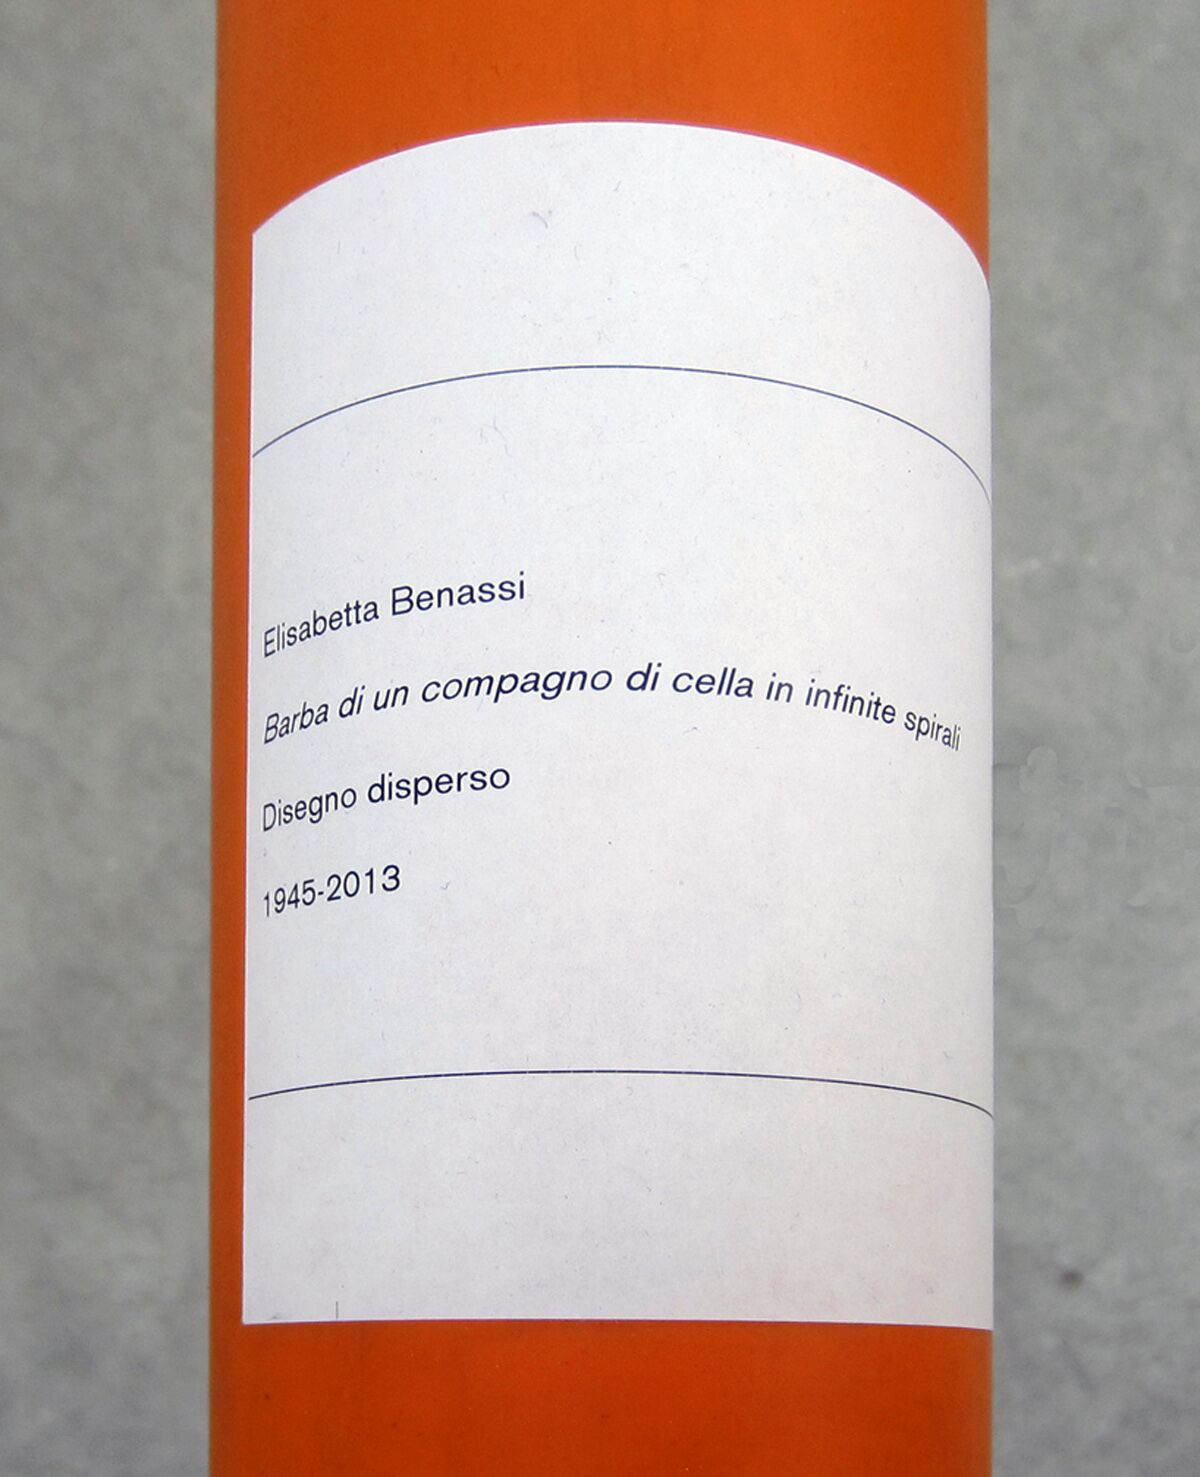 Elisabetta Benassi
Barba di un compagno di cella in infinite spirali
Disegno disperso
1945-2013